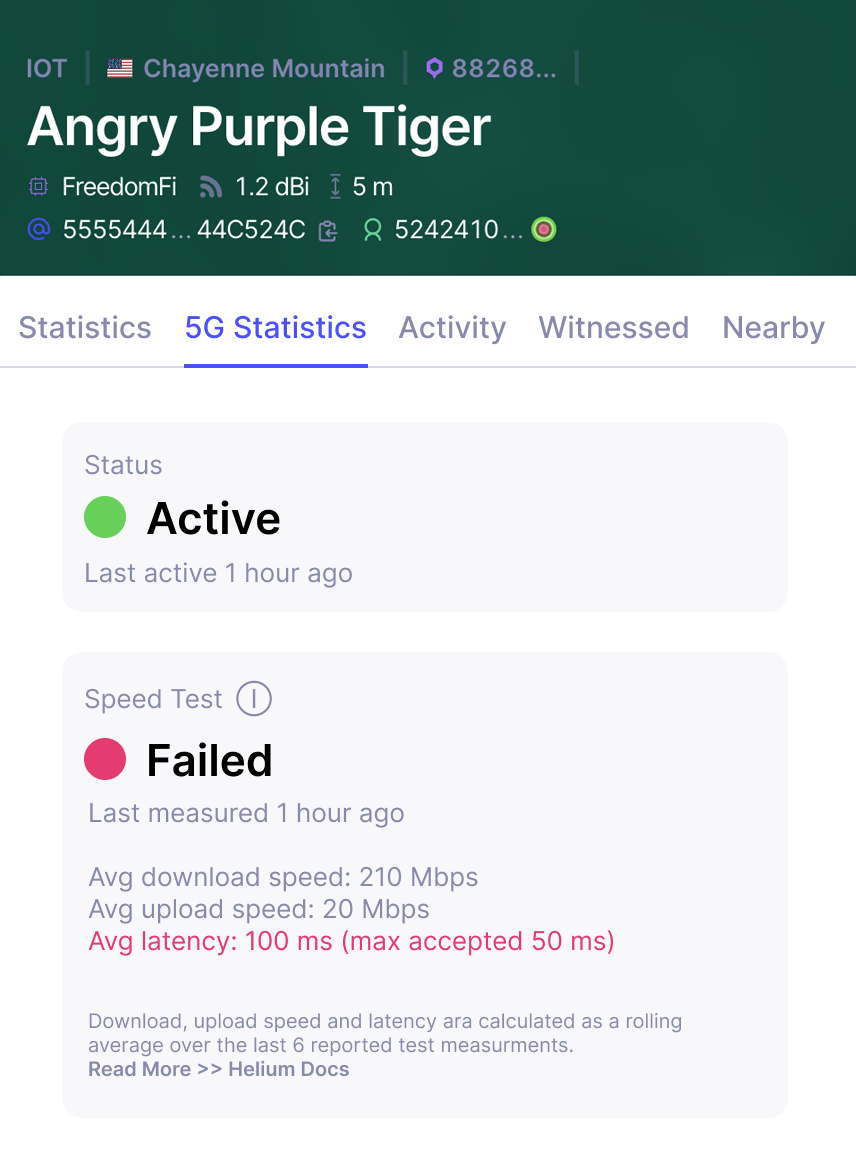 IOT Chayenne Mountain 88268...
Angry Purple Tiger
FreedomFi 1.2 dBi 5 m
5555444...44C524C 5242410...
Statistics 5G Statistics Activity Witnessed Nearby
Status
Active
Last active 1 hour ago
Speed Test
Failed
Last measured 1 hour ago
Avg download speed: 210 Mbps
Avg upload speed: 20 Mbps
Avg latency: 100 ms (max accepted 50 ms)
Download, upload speed and latency ara calculated as a rolling
average over the last 6 reported test measurments.
Read More >> Helium Docs